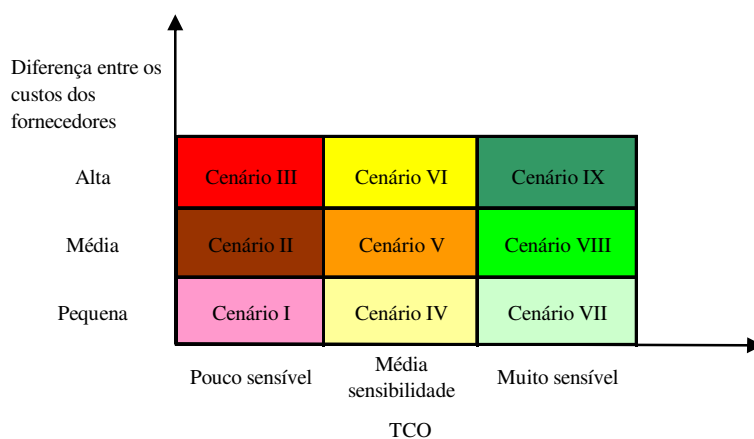 Diferença entre os
custos dos
fornecedores
Alta
Cenário III
Cenário VI
Cenário IX
Média
Cenário II
Cenário V
Cenário VIII
Pequena
Cenário I
Cenário IV
Cenário VII
Pouco sensível
Média
sensibilidade
Muito sensível
TCO